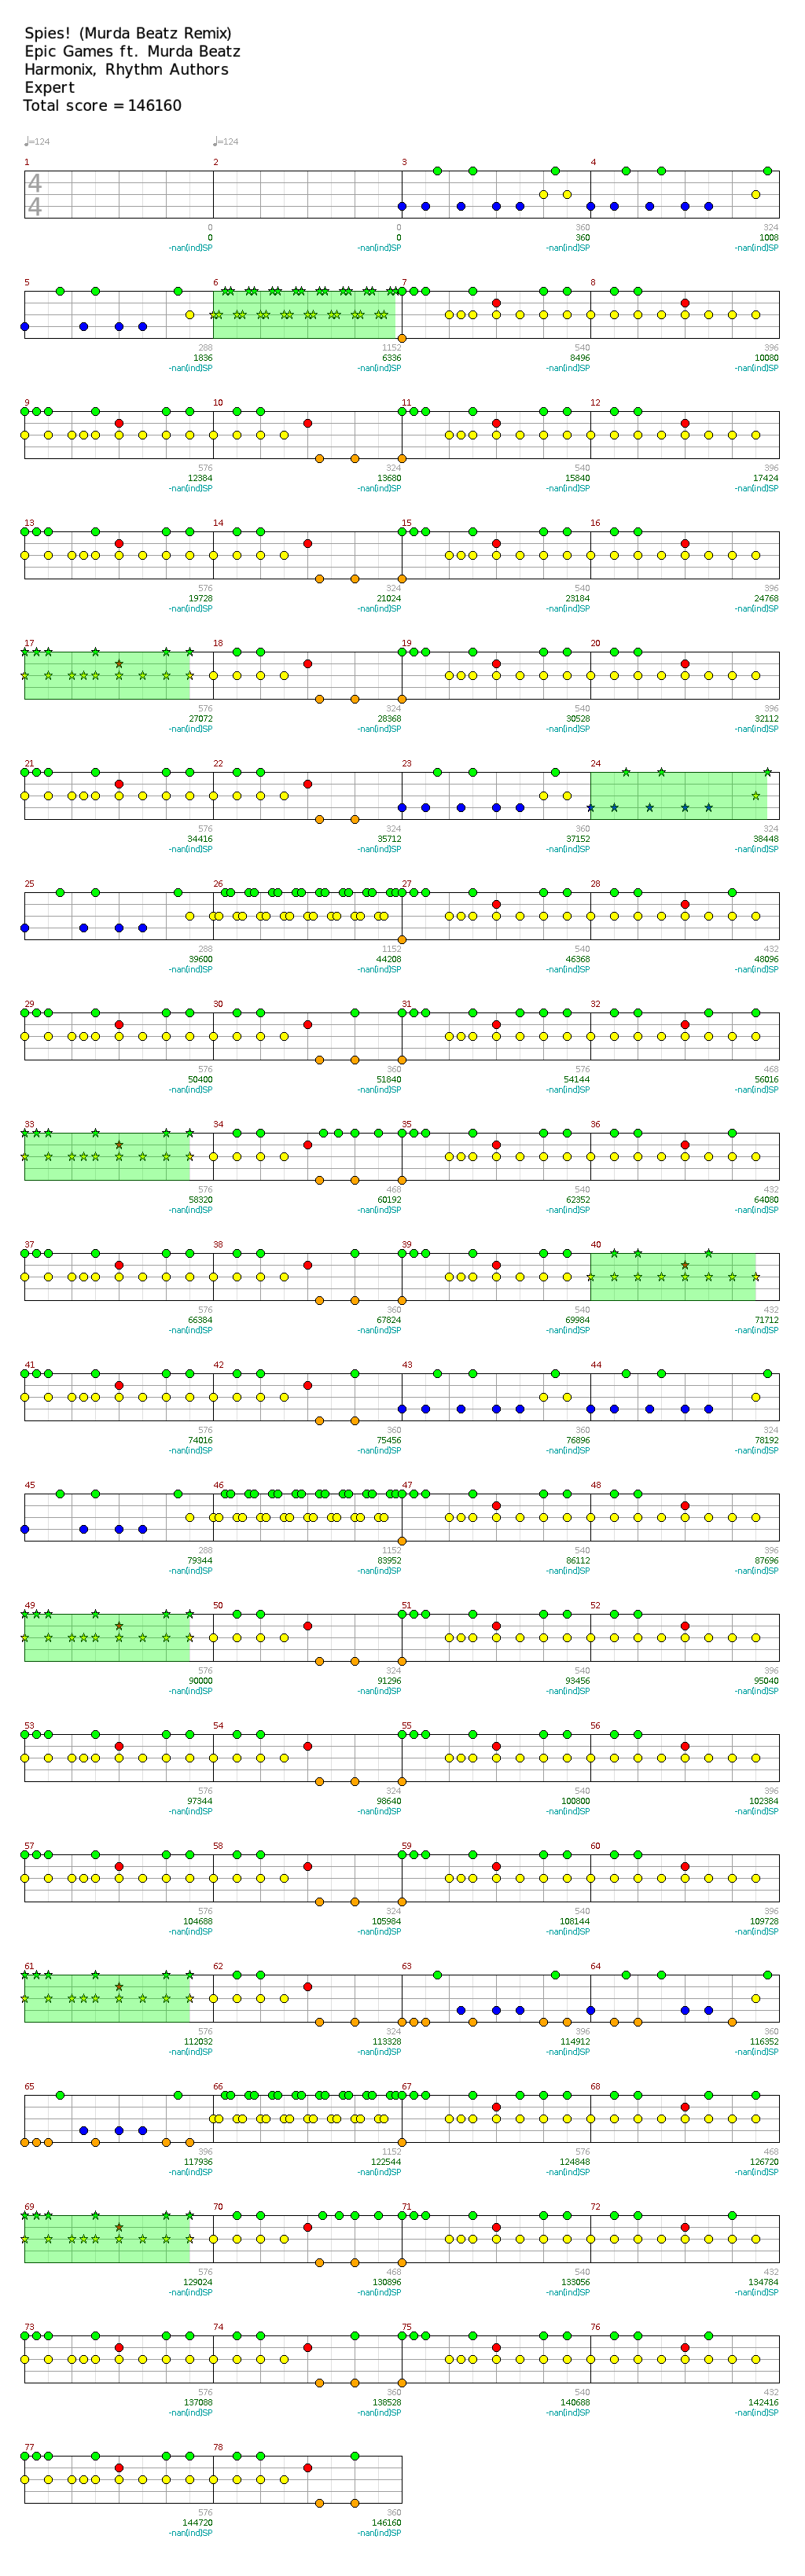 Spies! (Murda Beatz Remix)
Epic Games ft. Murda Beatz
Harmonix, Rhythm Authors
Expert
Total score = 146160
♩=124 ♩=124
1 2 3 4
4
4
0 0 360 324
0 0 360 1008
-nan(ind)SP -nan(ind)SP -nan(ind)SP -nan(ind)SP
5 6 7 8
288 1152 540 396
1836 6336 8496 10080
-nan(ind)SP -nan(ind)SP -nan(ind)SP -nan(ind)SP
9 10 11 12
576 324 540 396
12384 13680 15840 17424
-nan(ind)SP -nan(ind)SP -nan(ind)SP -nan(ind)SP
13 14 15 16
576 324 540 396
19728 21024 23184 24768
-nan(ind)SP -nan(ind)SP -nan(ind)SP -nan(ind)SP
17 18 19 20
576 324 540 396
27072 28368 30528 32112
-nan(ind)SP -nan(ind)SP -nan(ind)SP -nan(ind)SP
21 22 23 24
576 324 360 324
34416 35712 37152 38448
-nan(ind)SP -nan(ind)SP -nan(ind)SP -nan(ind)SP
25 26 27 28
288 1152 540 432
39600 44208 46368 48096
-nan(ind)SP -nan(ind)SP -nan(ind)SP -nan(ind)SP
29 30 31 32
576 360 576 468
50400 51840 54144 56016
-nan(ind)SP -nan(ind)SP -nan(ind)SP -nan(ind)SP
33 34 35 36
576 468 540 432
58320 60192 62352 64080
-nan(ind)SP -nan(ind)SP -nan(ind)SP -nan(ind)SP
37 38 39 40
576 360 540 432
66384 67824 69984 71712
-nan(ind)SP -nan(ind)SP -nan(ind)SP -nan(ind)SP
41 42 43 44
576 360 360 324
74016 75456 76896 78192
-nan(ind)SP -nan(ind)SP -nan(ind)SP -nan(ind)SP
45 46 47 48
288 1152 540 396
79344 83952 86112 87696
-nan(ind)SP -nan(ind)SP -nan(ind)SP -nan(ind)SP
49 50 51 52
576 324 540 396
90000 91296 93456 95040
-nan(ind)SP -nan(ind)SP -nan(ind)SP -nan(ind)SP
53 54 55 56
576 324 540 396
97344 98640 100800 102384
-nan(ind)SP -nan(ind)SP -nan(ind)SP -nan(ind)SP
57 58 59 60
576 324 540 396
104688 105984 108144 109728
-nan(ind)SP -nan(ind)SP -nan(ind)SP -nan(ind)SP
61 62 63 64
576 324 396 360
112032 113328 114912 116352
-nan(ind)SP -nan(ind)SP -nan(ind)SP -nan(ind)SP
65 66 67 68
396 1152 576 468
117936 122544 124848 126720
-nan(ind)SP -nan(ind)SP -nan(ind)SP -nan(ind)SP
69 70 71 72
576 468 540 432
129024 130896 133056 134784
-nan(ind)SP -nan(ind)SP -nan(ind)SP -nan(ind)SP
73 74 75 76
576 360 540 432
137088 138528 140688 142416
-nan(ind)SP -nan(ind)SP -nan(ind)SP -nan(ind)SP
77 78
576 360
144720 146160
-nan(ind)SP -nan(ind)SP